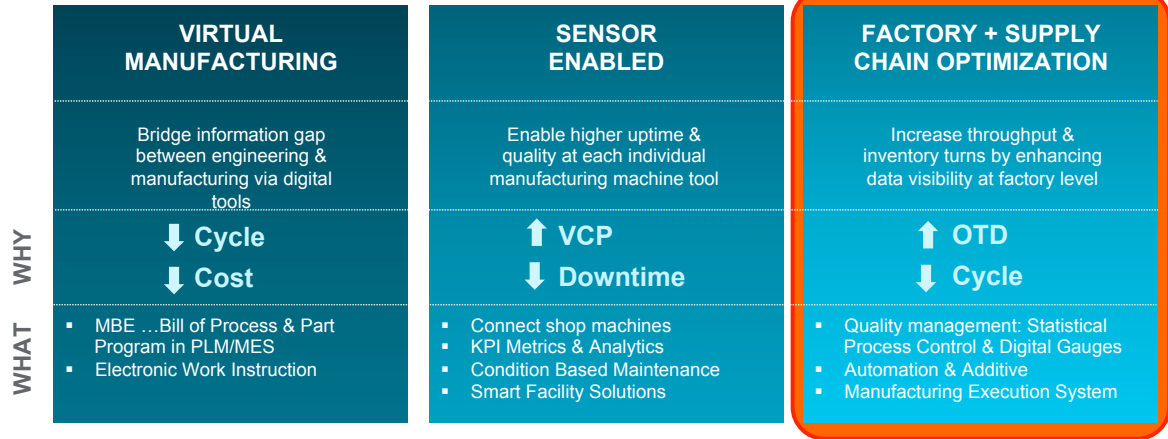 VIRTUAL
MANUFACTURING
Bridge information gap
between engineering &
manufacturing via digital
tools
Cycle
Cost
▪ MBE …Bill of Process & Part
Program in PLM/MES
▪ Electronic Work Instruction
SENSOR
ENABLED
Enable higher uptime &
quality at each individual
manufacturing machine tool
VCP
Downtime
▪ Connect shop machines
▪ KPI Metrics & Analytics
▪ Condition Based Maintenance
▪ Smart Facility Solutions
FACTORY + SUPPLY
CHAIN OPTIMIZATION
Increase throughput &
inventory turns by enhancing
data visibility at factory level
OTD
Cycle
▪ Quality management: Statistical
Process Control & Digital Gauges
▪ Automation & Additive
▪ Manufacturing Execution System
WHY
WHAT